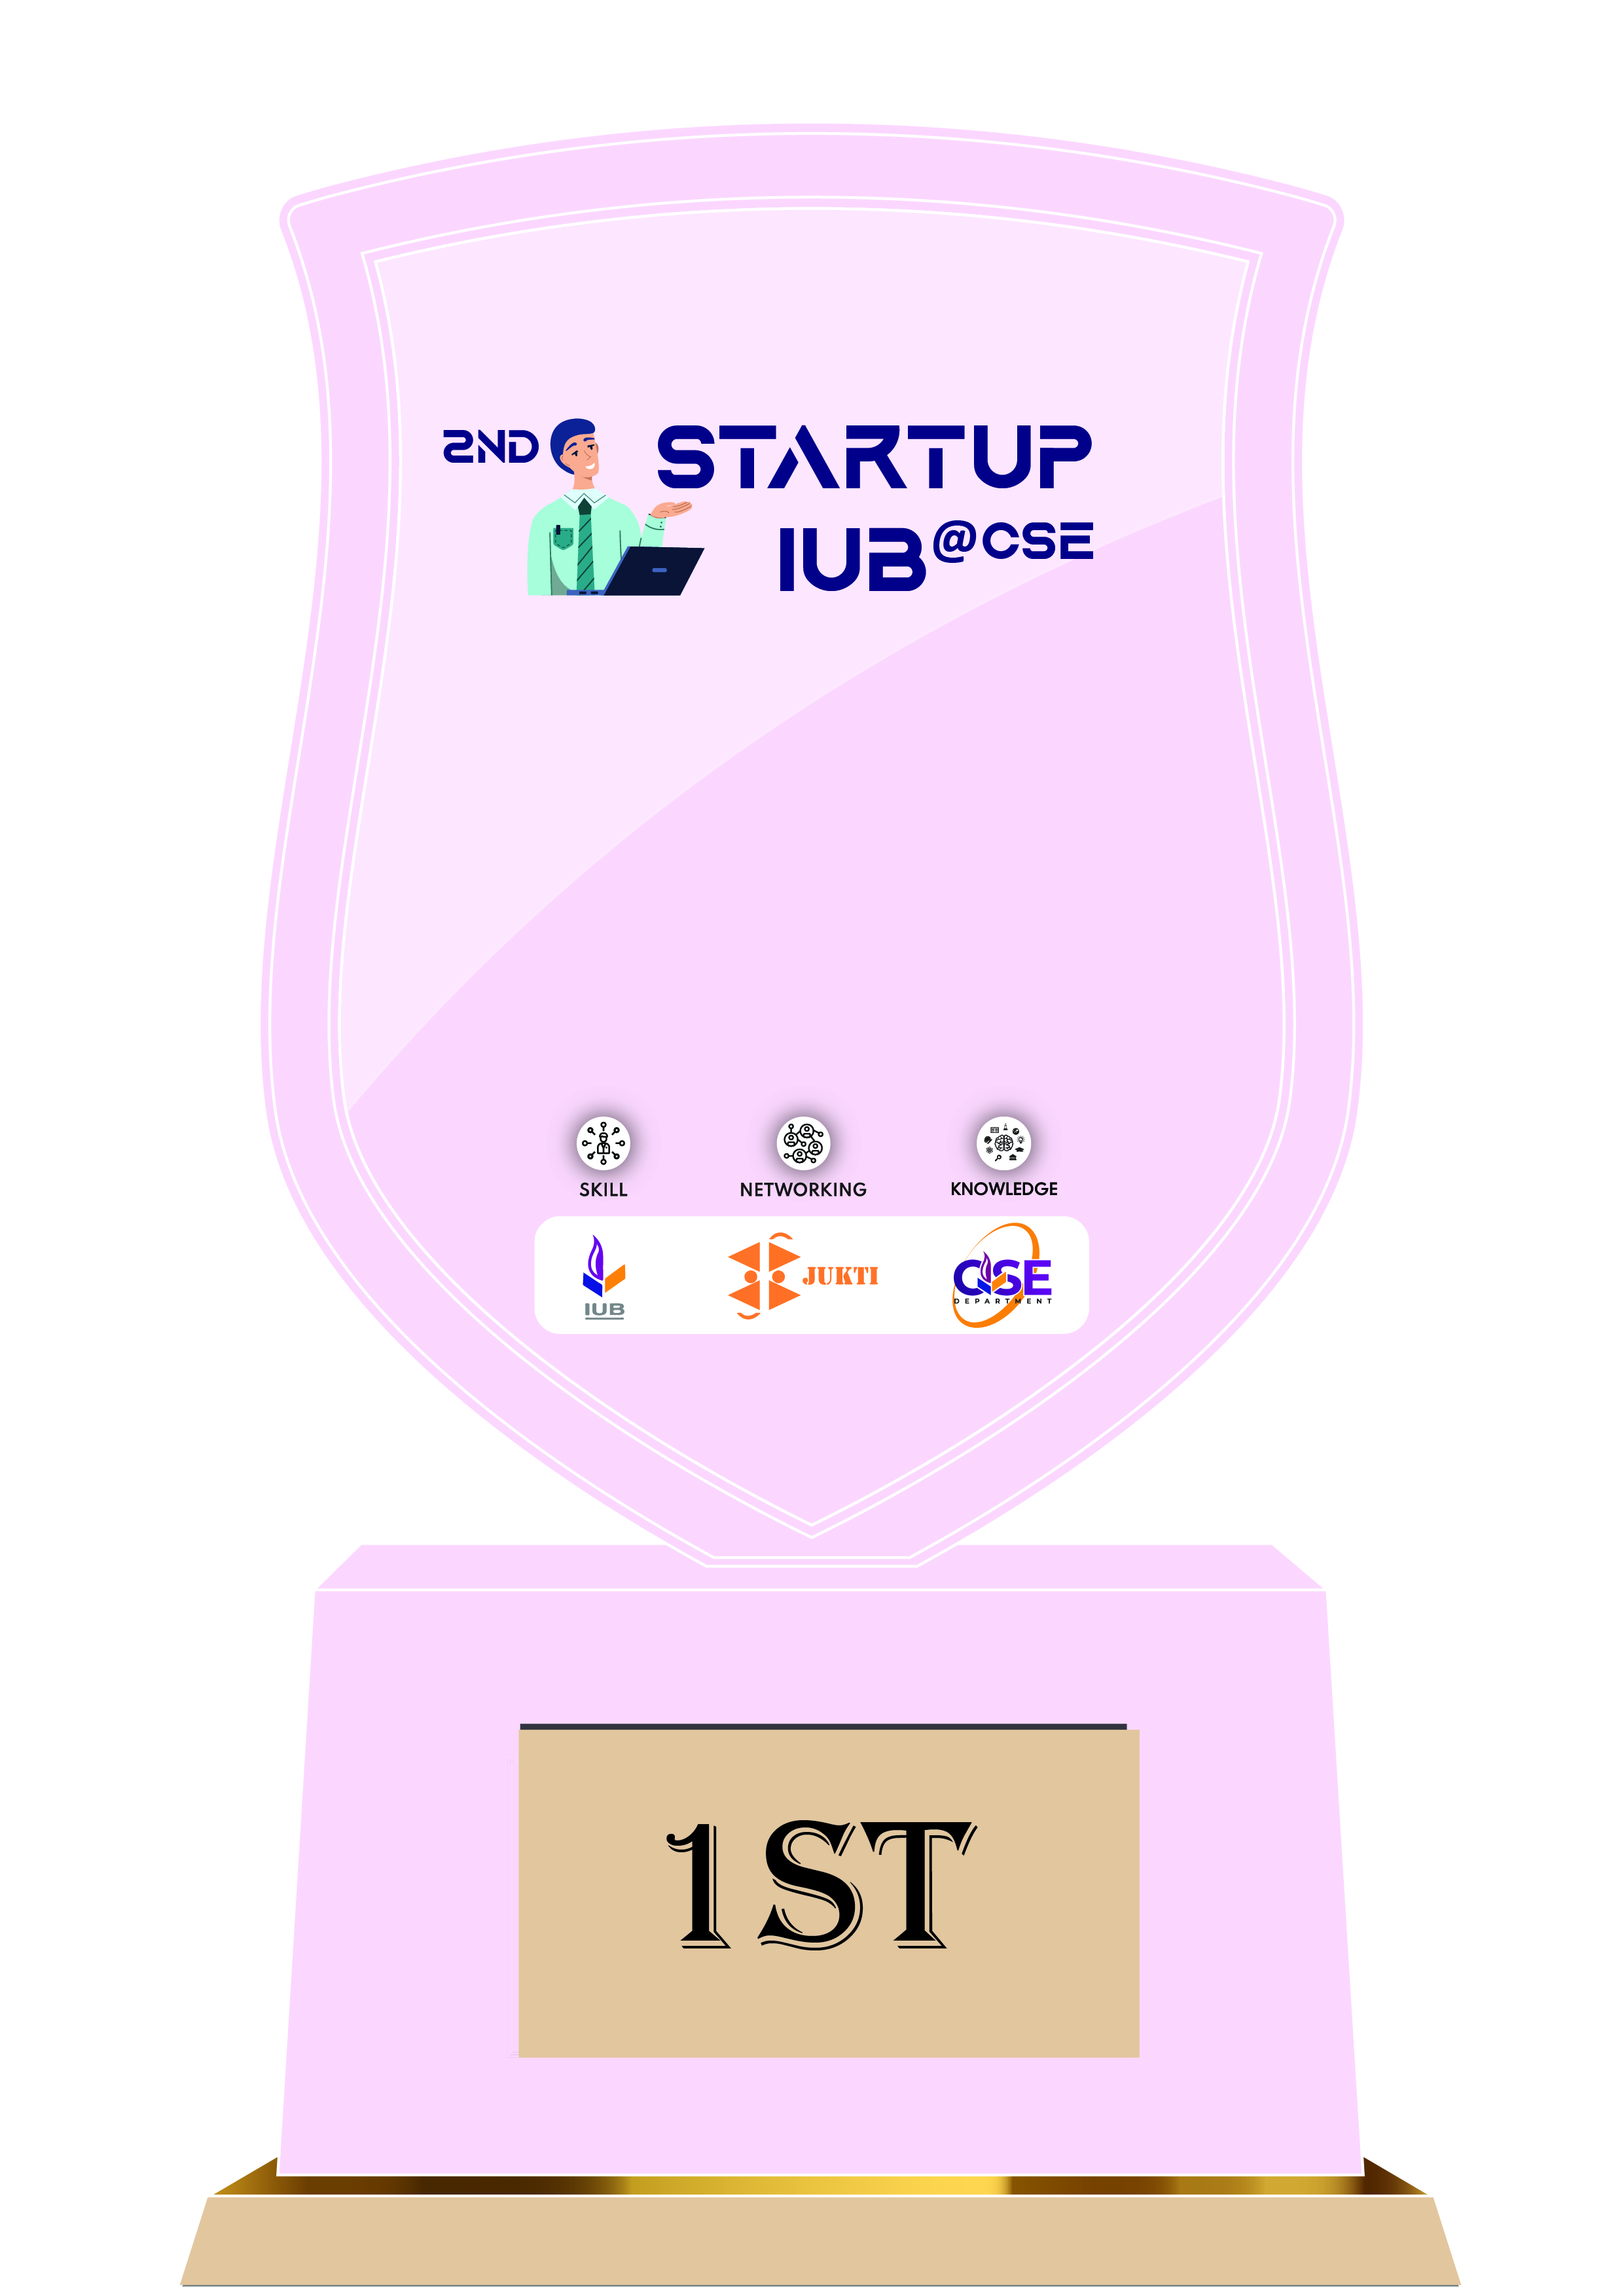 2ND STARTUP
IUB @CSE
SKILL NETWORKING KNOWLEDGE
IUB JUKTI CSE
DEPARTMENT
1ST